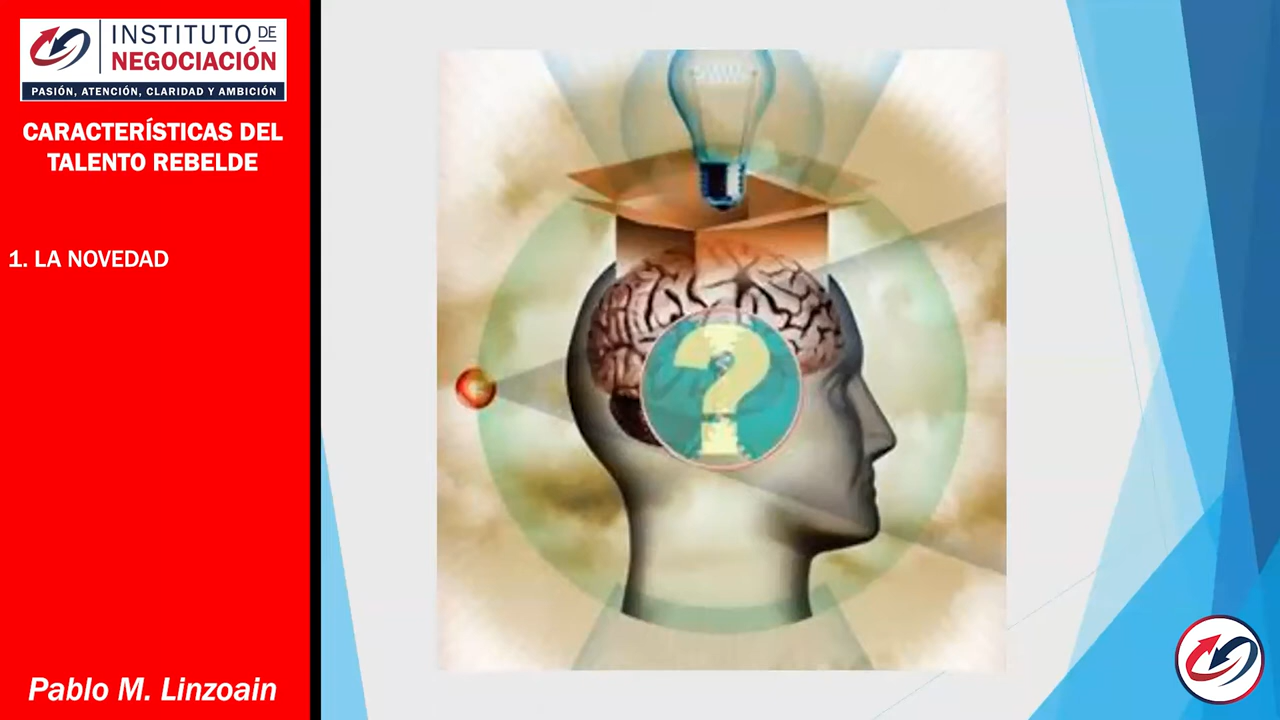 INSTITUTO DE
NEGOCIACIÓN
PASIÓN, ATENCIÓN, CLARIDAD Y AMBICIÓN
CARACTERÍSTICAS DEL
TALENTO REBELDE
1. LA NOVEDAD
?
Pablo M. Linzoain